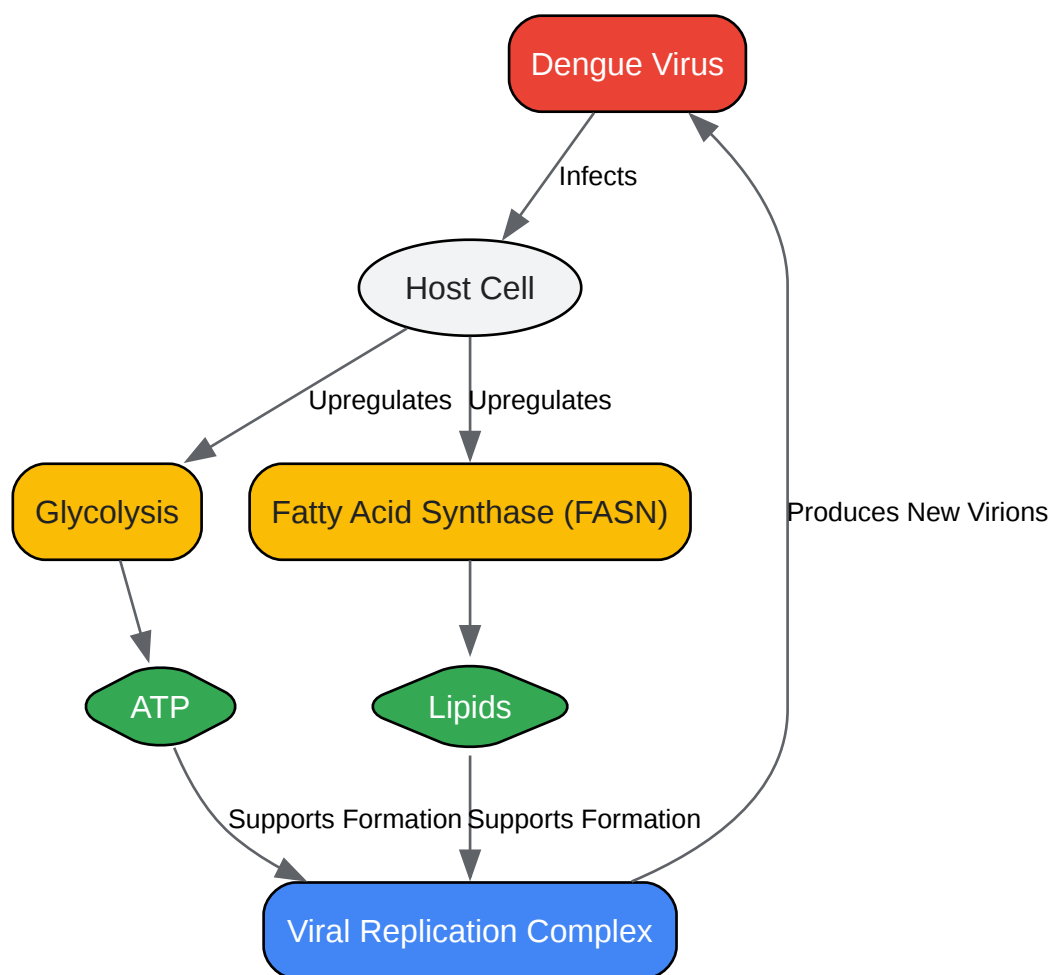 Dengue Virus
Infects
Host Cell
Upregulates
Upregulates
Glycolysis
Fatty Acid Synthase (FASN)
Produces New Virions
ATP
Lipids
Supports Formation
Supports Formation
Viral Replication Complex